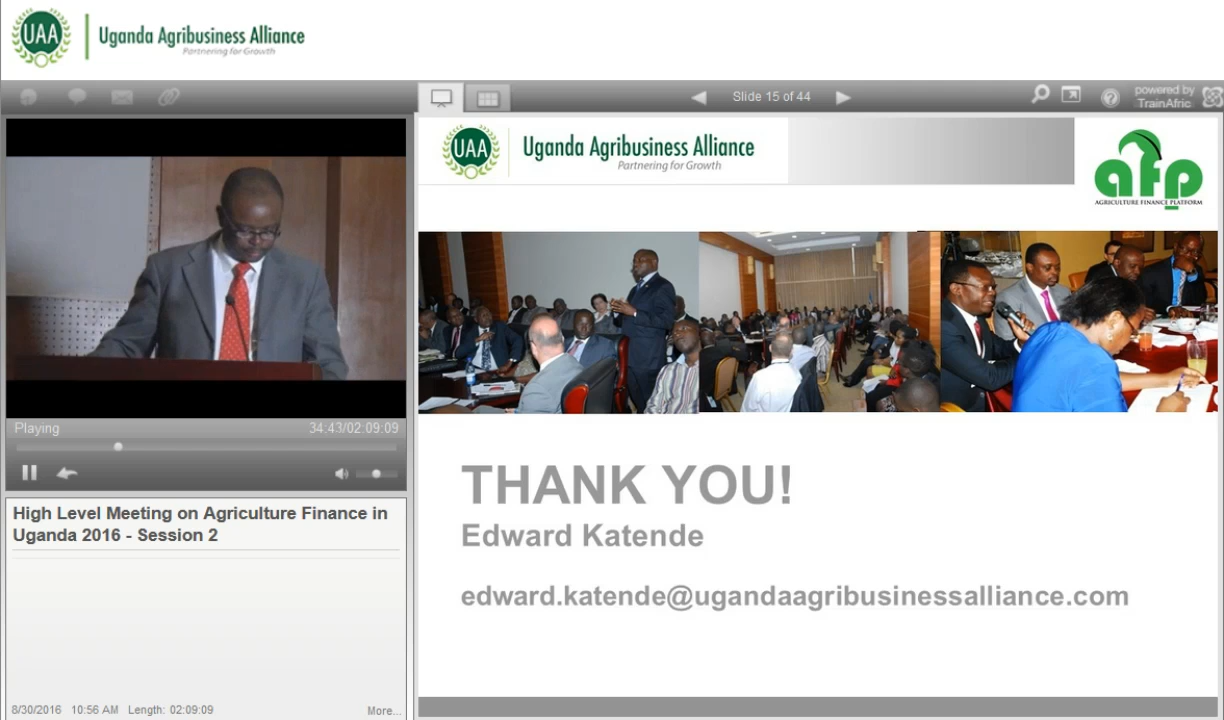 UAA
Uganda Agribusiness Alliance
Partnering for Growth
Slide 15 of 44
powered by
TrainAfric
UAA
Uganda Agribusiness Alliance
Partnering for Growth
afp
AGRICULTURE FINANCE PLATFORM
Playing
34:43/02:09:09
High Level Meeting on Agriculture Finance in
Uganda 2016 - Session 2
8/30/2016 10:56 AM Length: 02:09:09
More...
THANK YOU!
Edward Katende
edward.katende@ugandaagribusinessalliance.com